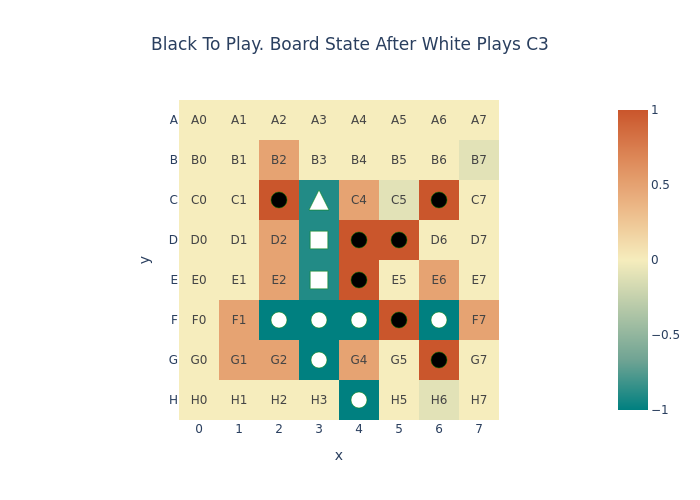 Black To Play. Board State After White Plays C3
A A0 A1 A2 A3 A4 A5 A6 A7
B B0 B1 B2 B3 B4 B5 B6 B7
C C0 C1 C4 C5 C7
D D0 D1 D2 D6 D7
E E0 E1 E2 E5 E6 E7
F F0 F1 F7
G G0 G1 G2 G4 G5 G7
H H0 H1 H2 H3 H5 H6 H7
0 1 2 3 4 5 6 7
x
y
1
0.5
0
−0.5
−1